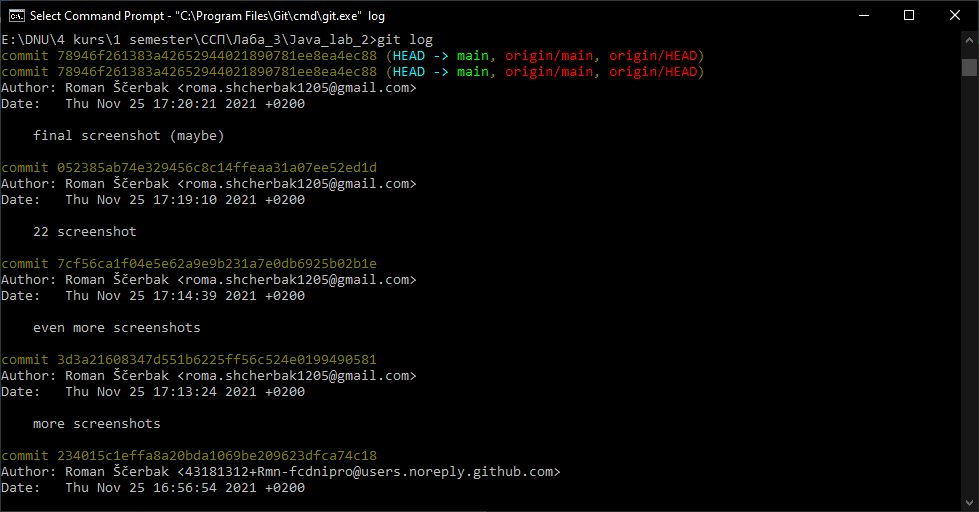 Select Command Prompt - "C:\Program Files\Git\cmd\git.exe"  log
E:\DNU\4 kurs\1 semester\ССП\Лаба_3\Java_lab_2>git log
commit 78946f261383a42652944021890781ee8ea4ec88 (HEAD -> main, origin/main, origin/HEAD)
commit 78946f261383a42652944021890781ee8ea4ec88 (HEAD -> main, origin/main, origin/HEAD)
Author: Roman Ščerbak <roma.shcherbak1205@gmail.com>
Date:   Thu Nov 25 17:20:21 2021 +0200
    final screenshot (maybe)
commit 052385ab74e329456c8c14ffeaa31a07ee52ed1d
Author: Roman Ščerbak <roma.shcherbak1205@gmail.com>
Date:   Thu Nov 25 17:19:10 2021 +0200
    22 screenshot
commit 7cf56ca1f04e5e62a9e9b231a7e0db6925b02b1e
Author: Roman Ščerbak <roma.shcherbak1205@gmail.com>
Date:   Thu Nov 25 17:14:39 2021 +0200
    even more screenshots
commit 3d3a21608347d551b6225ff56c524e0199490581
Author: Roman Ščerbak <roma.shcherbak1205@gmail.com>
Date:   Thu Nov 25 17:13:24 2021 +0200
    more screenshots
commit 234015c1effa8a20bda1069be209623dfca74c18
Author: Roman Ščerbak <43181312+Rmn-fcdnipro@users.noreply.github.com>
Date:   Thu Nov 25 16:56:54 2021 +0200